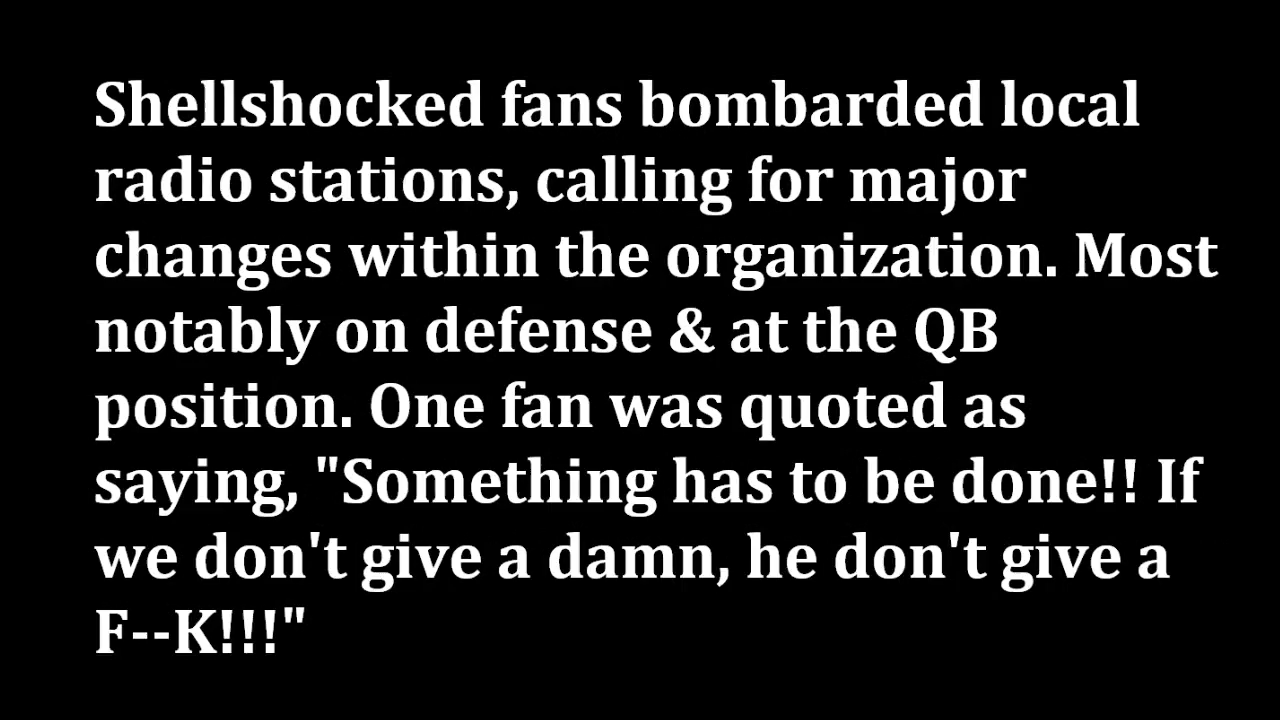 Shellshocked fans bombarded local
radio stations, calling for major
changes within the organization. Most
notably on defense & at the QB
position. One fan was quoted as
saying, "Something has to be done!! If
we don't give a damn, he don't give a
F--K!!!"